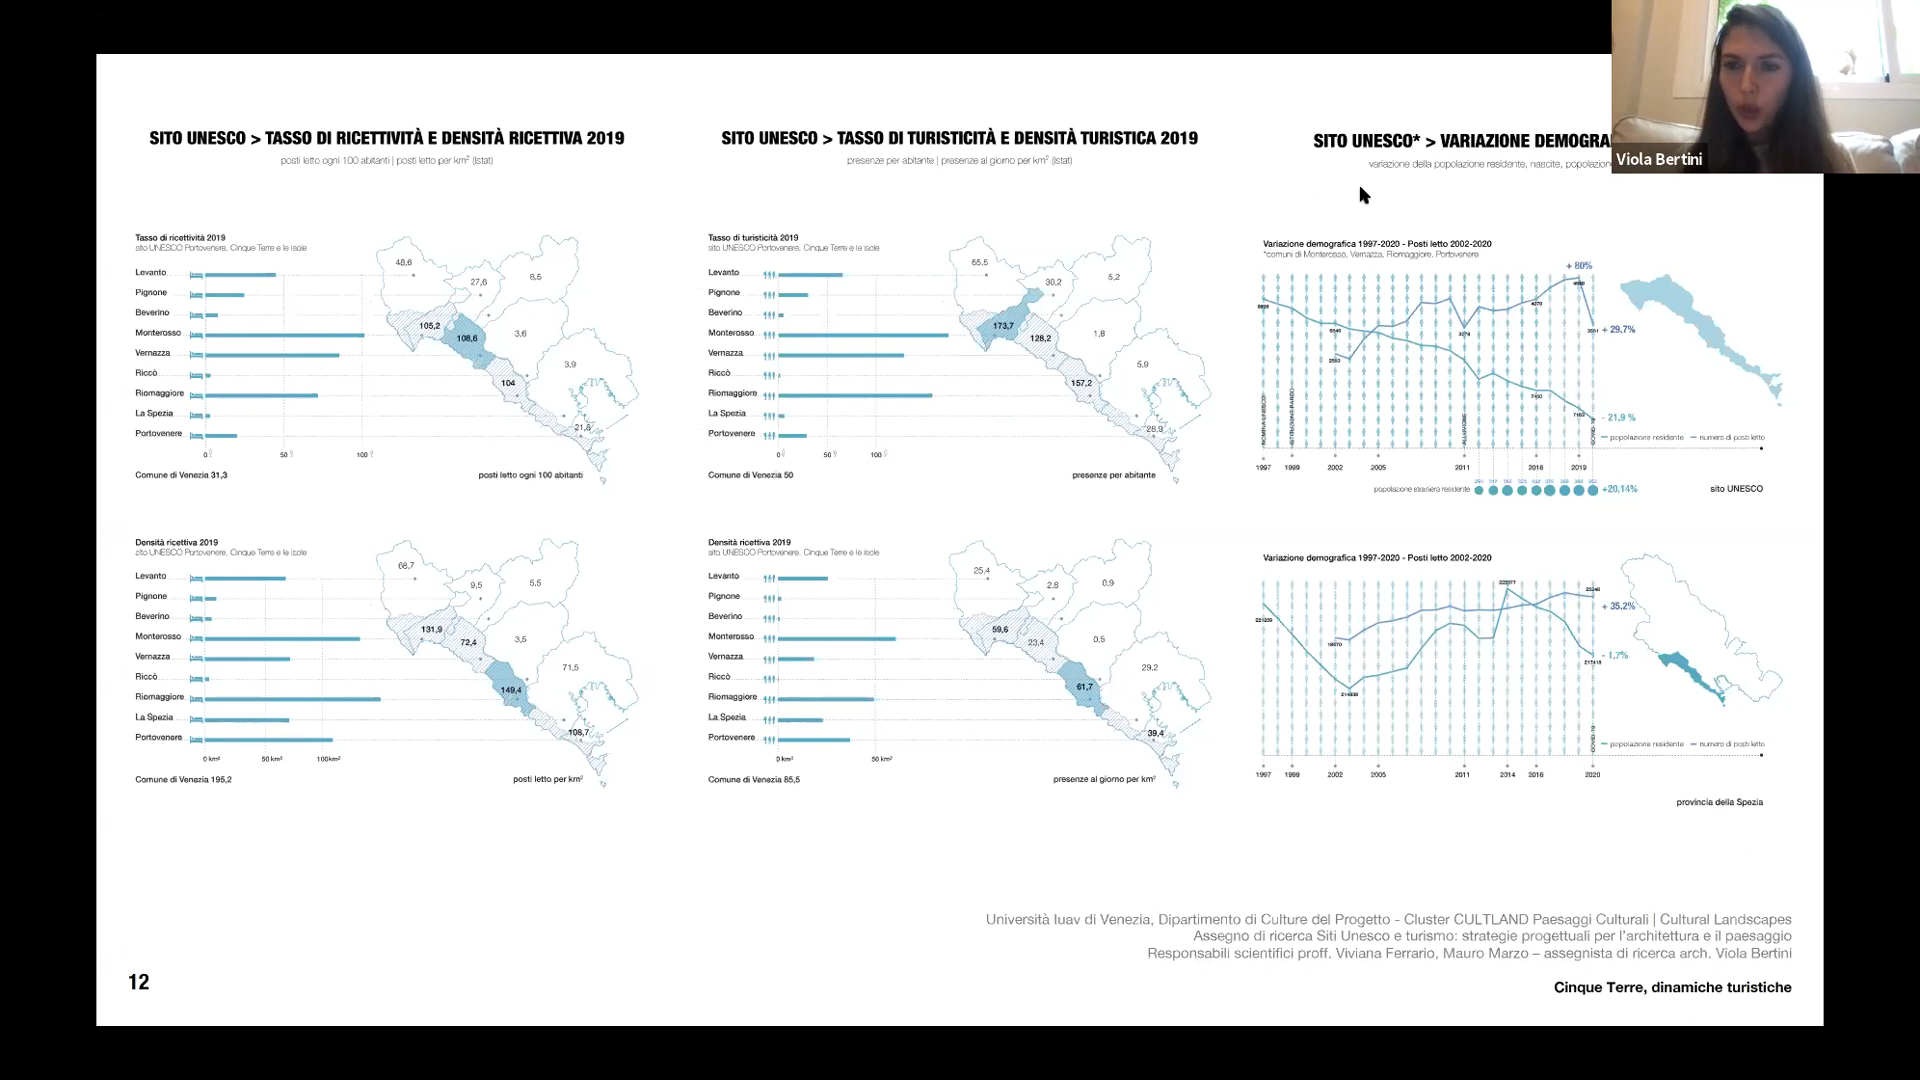 Viola Bertini
SITO UNESCO > TASSO DI RICETTIVITÀ E DENSITÀ RICETTIVA 2019
posti letto ogni 100 abitanti | posti letto per km² (Istat)
Tasso di ricettività 2019
sito UNESCO Portovenere, Cinque Terre e le isole
Levanto
Pignone
Beverino
Monterosso
Vernazza
Riccò
Riomaggiore
La Spezia
Portovenere
0 50 100
48,6
27,6
8,5
105,2
108,6
3,6
3,9
104
21,8
Comune di Venezia 31,3
posti letto ogni 100 abitanti
Densità ricettiva 2019
sito UNESCO Portovenere, Cinque Terre e le isole
Levanto
Pignone
Beverino
Monterosso
Vernazza
Riccò
Riomaggiore
La Spezia
Portovenere
0 km² 50 km² 100km²
68,7
9,5
5,5
131,9
72,4
3,5
71,5
149,4
108,7
Comune di Venezia 195,2
posti letto per km²
SITO UNESCO > TASSO DI TURISTICITÀ E DENSITÀ TURISTICA 2019
presenze per abitante | presenze al giorno per km² (Istat)
Tasso di turisticità 2019
sito UNESCO Portovenere, Cinque Terre e le isole
Levanto
Pignone
Beverino
Monterosso
Vernazza
Riccò
Riomaggiore
La Spezia
Portovenere
0 50 100
65,5
30,2
5,2
173,7
128,2
1,8
5,9
157,2
28,9
Comune di Venezia 50
presenze per abitante
Densità ricettiva 2019
sito UNESCO Portovenere, Cinque Terre e le isole
Levanto
Pignone
Beverino
Monterosso
Vernazza
Riccò
Riomaggiore
La Spezia
Portovenere
0 km² 50 km²
25,4
2,8
0,9
59,6
23,4
0,5
29,2
61,7
39,4
Comune di Venezia 85,5
presenze al giorno per km²
SITO UNESCO* > VARIAZIONE DEMOGRA
variazione della popolazione residente, nascite, popolazion
Variazione demografica 1997-2020 - Posti letto 2002-2020
*comuni di Monterosso, Vernazza, Riomaggiore, Portovenere
+ 80%
+ 29,7%
- 21,9 %
popolazione residente
numero di posti letto
ALLUVIONE
COVID-19
1997 1999 2002 2005 2011 2016 2019
popolazione straniera residente
+20,14%
sito UNESCO
Variazione demografica 1997-2020 - Posti letto 2002-2020
+ 35.2%
- 1,7%
221259
217418
COVID-19
popolazione residente
numero di posti letto
1997 1999 2002 2005 2011 2014 2016 2020
provincia della Spezia
Università Iuav di Venezia, Dipartimento di Culture del Progetto - Cluster CULTLAND Paesaggi Culturali | Cultural Landscapes
Assegno di ricerca Siti Unesco e turismo: strategie progettuali per l'architettura e il paesaggio
Responsabili scientifici proff. Viviana Ferrario, Mauro Marzo – assegnista di ricerca arch. Viola Bertini
12
Cinque Terre, dinamiche turistiche